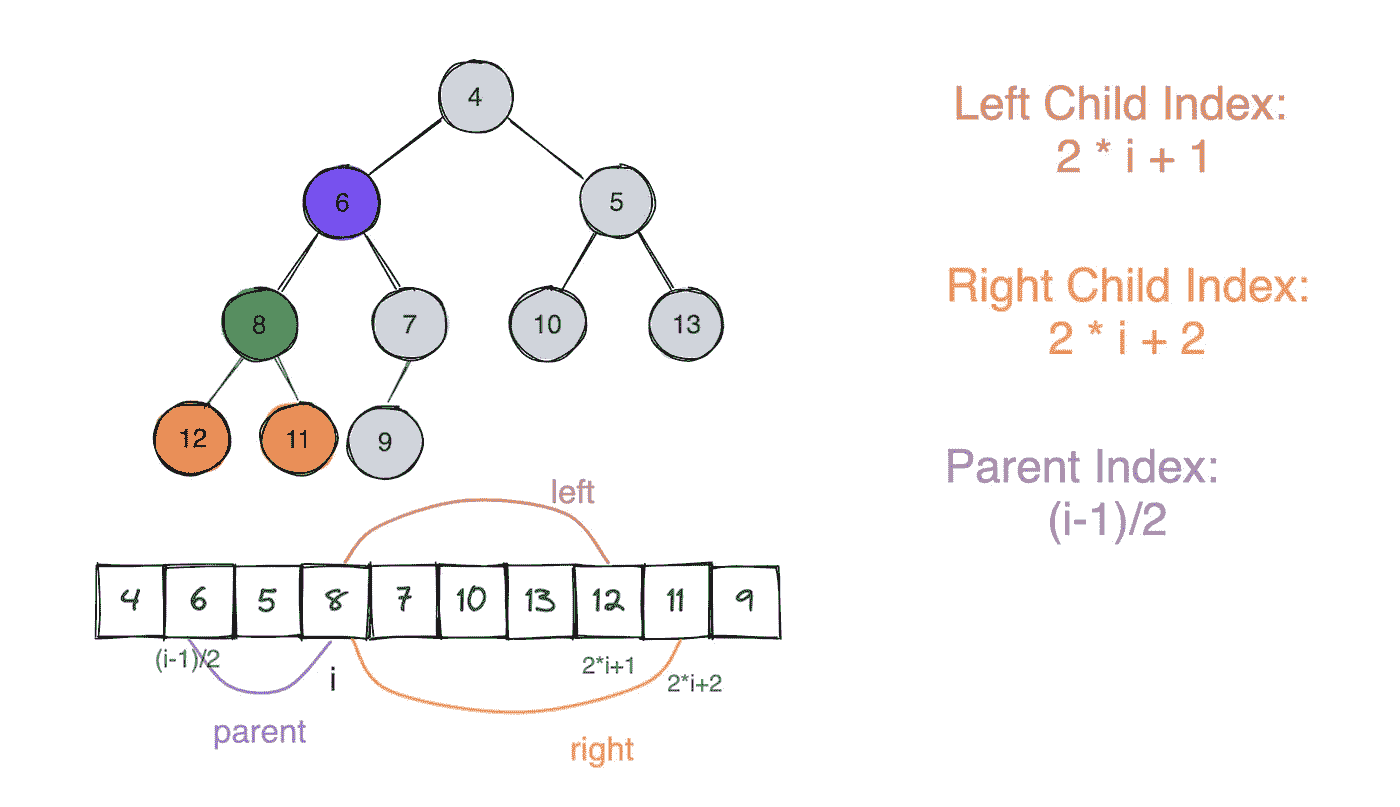 4
6
5
8
7
10
13
12
11
9
Left Child Index:
2 * i + 1
Right Child Index:
2 * i + 2
Parent Index:
(i-1)/2
left
4 6 5 8 7 10 13 12 11 9
(i-1)/2
i
2*i+1
2*i+2
parent
right